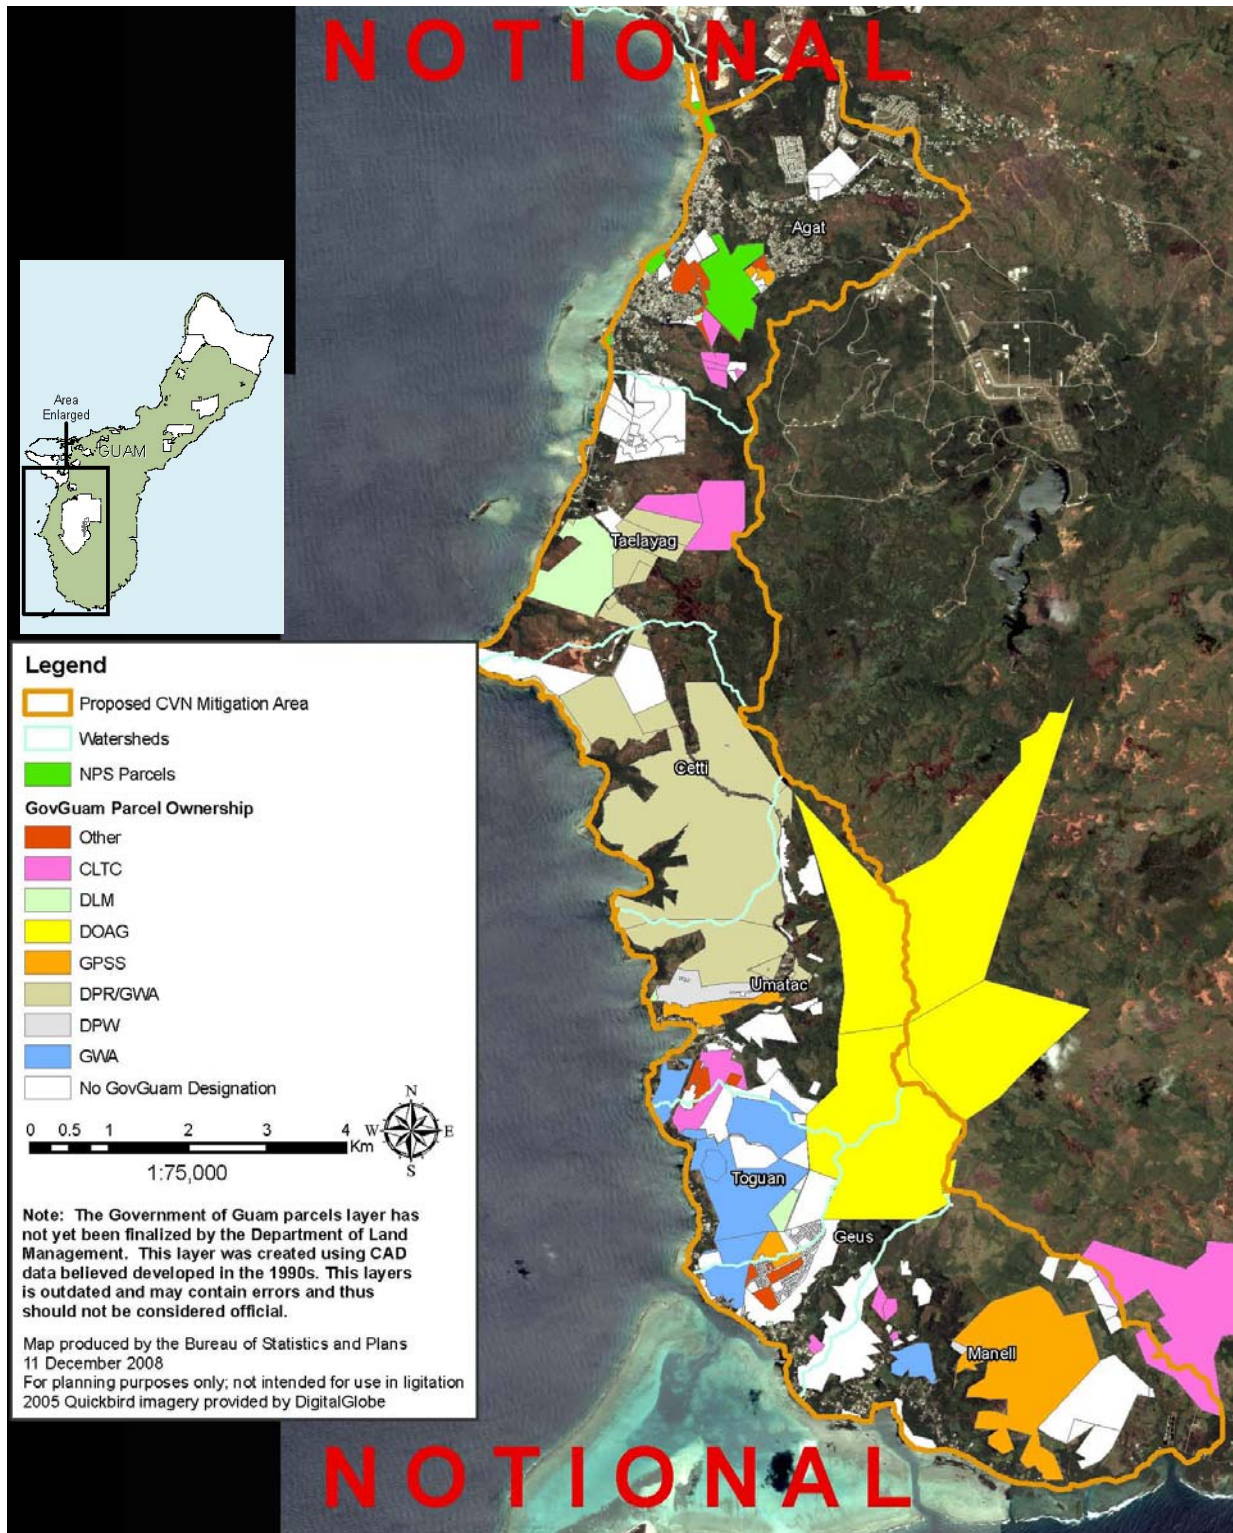 N O T I O N A L
Agat
Area
Enlarged
GUAM
Taelayag
Legend
Proposed CVN Mitigation Area
Watersheds
NPS Parcels
GovGuam Parcel Ownership
Other
CLTC
DLM
DOAG
GPSS
DPR/GWA
DPW
GWA
No GovGuam Designation
0 0.5 1 2 3 4
Km
1:75,000
N
W E
S
Note: The Government of Guam parcels layer has
not yet been finalized by the Department of Land
Management. This layer was created using CAD
data believed developed in the 1990s. This layers
is outdated and may contain errors and thus
should not be considered official.
Map produced by the Bureau of Statistics and Plans
11 December 2008
For planning purposes only; not intended for use in ligitation
2005 Quickbird imagery provided by DigitalGlobe
Cetti
Umatac
Toguan
Geus
Manell
N O T I O N A L